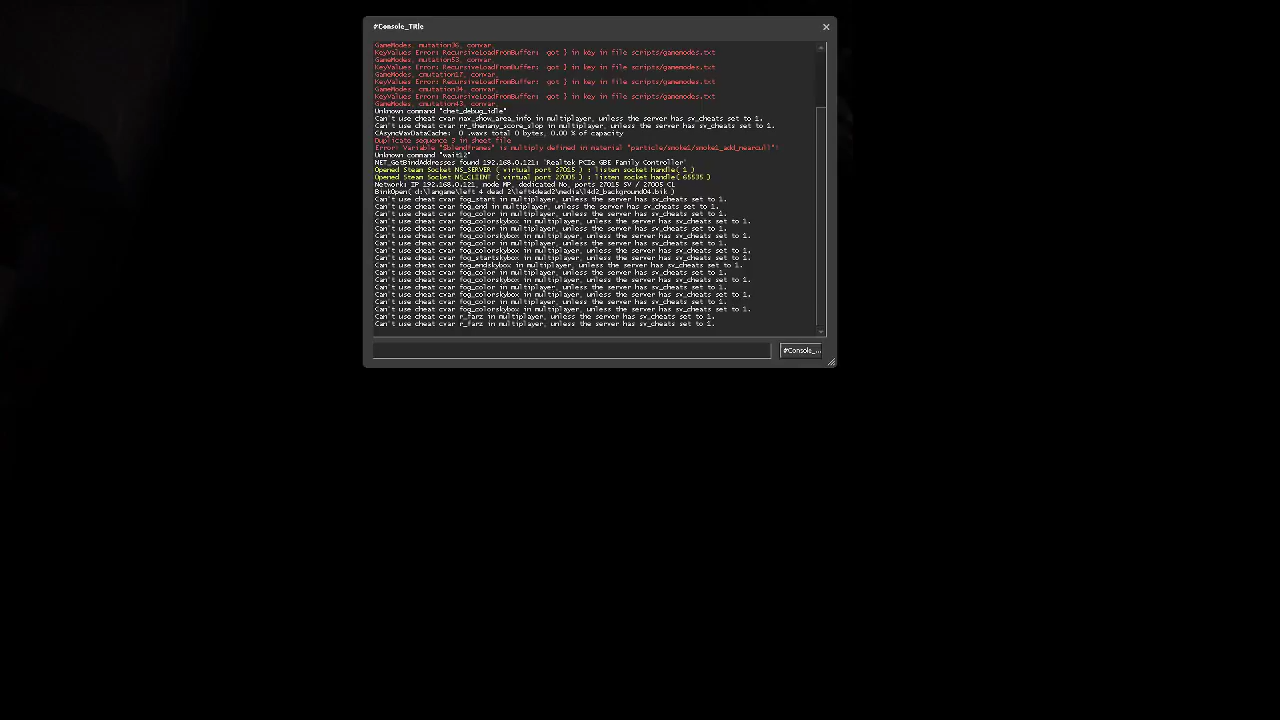 #Console_Title
GameModes, mutation36, convar,
KeyValues Error: RecursiveLoadFromBuffer:  got } in key in file scripts/gamemodes.txt
GameModes, mutation53, convar,
KeyValues Error: RecursiveLoadFromBuffer:  got } in key in file scripts/gamemodes.txt
GameModes, cmutation17, convar,
KeyValues Error: RecursiveLoadFromBuffer:  got } in key in file scripts/gamemodes.txt
GameModes, cmutation34, convar,
KeyValues Error: RecursiveLoadFromBuffer:  got } in key in file scripts/gamemodes.txt
GameModes, cmutation43, convar,
Unknown command "chet_debug_idle"
Can't use cheat cvar nav_show_area_info in multiplayer, unless the server has sv_cheats set to 1.
Can't use cheat cvar rr_thenany_score_slop in multiplayer, unless the server has sv_cheats set to 1.
CAsyncWavDataCache:  0 .wavs total 0 bytes, 0.00 % of capacity
Duplicate sequence 3 in sheet file
Error: Variable "$blendframes" is multiply defined in material "particle/smoke1/smoke1_add_nearcull"!
Unknown command "wait12"
NET_GetBindAddresses found 192.168.0.121: 'Realtek PCIe GBE Family Controller'
Opened Steam Socket NS_SERVER ( virtual port 27015 ) : listen socket handle( 1 )
Opened Steam Socket NS_CLIENT ( virtual port 27005 ) : listen socket handle( 65535 )
Network: IP 192.168.0.121, mode MP, dedicated No, ports 27015 SV / 27005 CL
BinkOpen( d:\langame\left 4 dead 2\left4dead2\media\l4d2_background04.bik )
Can't use cheat cvar fog_start in multiplayer, unless the server has sv_cheats set to 1.
Can't use cheat cvar fog_end in multiplayer, unless the server has sv_cheats set to 1.
Can't use cheat cvar fog_color in multiplayer, unless the server has sv_cheats set to 1.
Can't use cheat cvar fog_colorskybox in multiplayer, unless the server has sv_cheats set to 1.
Can't use cheat cvar fog_color in multiplayer, unless the server has sv_cheats set to 1.
Can't use cheat cvar fog_colorskybox in multiplayer, unless the server has sv_cheats set to 1.
Can't use cheat cvar fog_color in multiplayer, unless the server has sv_cheats set to 1.
Can't use cheat cvar fog_colorskybox in multiplayer, unless the server has sv_cheats set to 1.
Can't use cheat cvar fog_startskybox in multiplayer, unless the server has sv_cheats set to 1.
Can't use cheat cvar fog_endskybox in multiplayer, unless the server has sv_cheats set to 1.
Can't use cheat cvar fog_color in multiplayer, unless the server has sv_cheats set to 1.
Can't use cheat cvar fog_colorskybox in multiplayer, unless the server has sv_cheats set to 1.
Can't use cheat cvar fog_color in multiplayer, unless the server has sv_cheats set to 1.
Can't use cheat cvar fog_colorskybox in multiplayer, unless the server has sv_cheats set to 1.
Can't use cheat cvar fog_color in multiplayer, unless the server has sv_cheats set to 1.
Can't use cheat cvar fog_colorskybox in multiplayer, unless the server has sv_cheats set to 1.
Can't use cheat cvar r_farz in multiplayer, unless the server has sv_cheats set to 1.
Can't use cheat cvar r_farz in multiplayer, unless the server has sv_cheats set to 1.
#Console_...